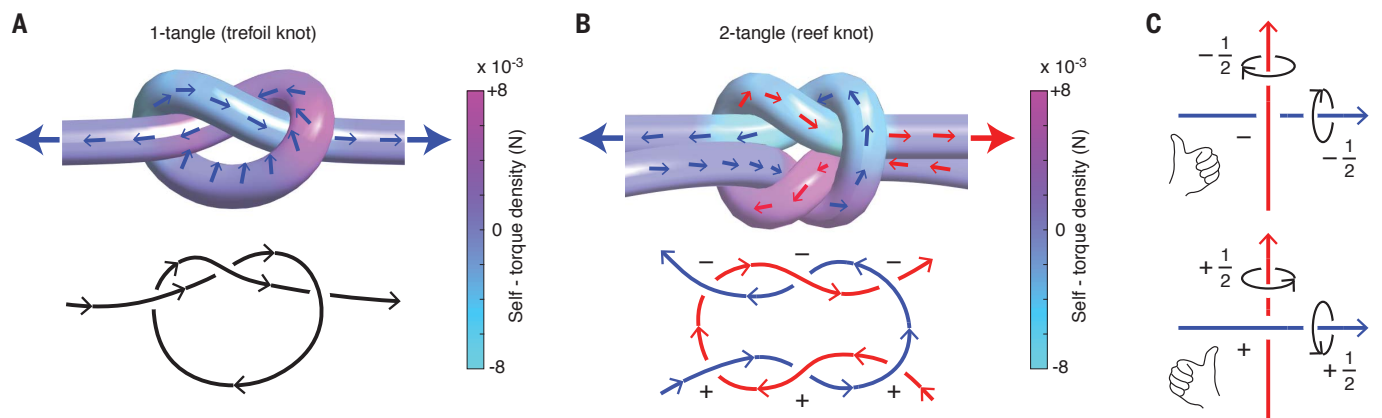 A
1-tangle (trefoil knot)
x 10⁻³
+8
0
-8
Self - torque density (N)
B
2-tangle (reef knot)
x 10⁻³
+8
0
-8
Self - torque density (N)
− − −
+ + +
C
− 1/2
−
− 1/2
+ 1/2
+
+ 1/2